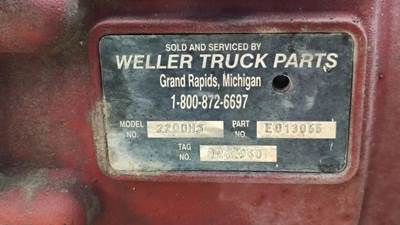 SOLD AND SERVICED BY
WELLER TRUCK PARTS
Grand Rapids, Michigan
1-800-872-6697
MODEL NO. PART NO.
TAG NO.